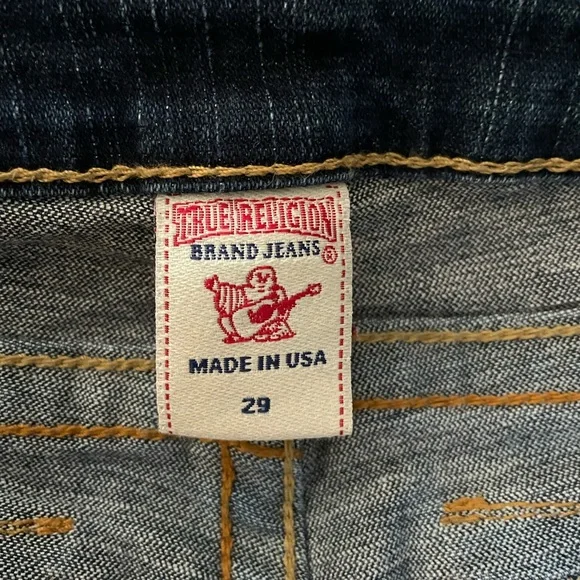 TRUE RELIGION
BRAND JEANS®
MADE IN USA
29